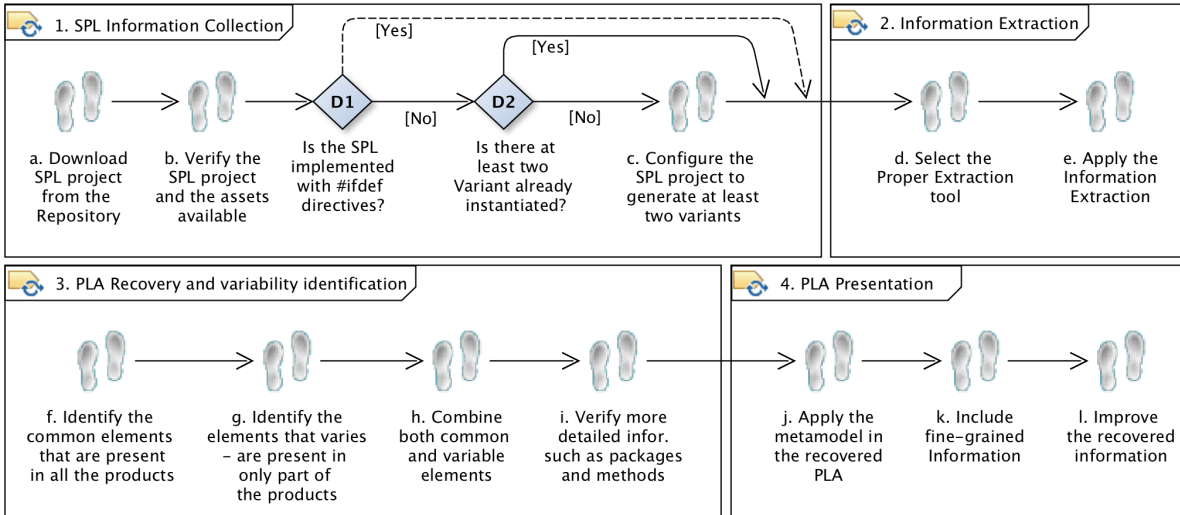 1. SPL Information Collection
[Yes]
[Yes]
D1
D2
[No]
[No]
a. Download
SPL project
from the
Repository
b. Verify the
SPL project
and the assets
available
Is the SPL
implemented
with #ifdef
directives?
Is there at
least two
Variant already
instantiated?
c. Configure the
SPL project to
generate at least
two variants
2. Information Extraction
d. Select the
Proper Extraction
tool
e. Apply the
Information
Extraction
3. PLA Recovery and variability identification
f. Identify the
common elements
that are present
in all the products
g. Identify the
elements that varies
– are present in
only part of
the products
h. Combine
both common
and variable
elements
i. Verify more
detailed infor.
such as packages
and methods
4. PLA Presentation
j. Apply the
metamodel in
the recovered
PLA
k. Include
fine-grained
Information
l. Improve
the recovered
information